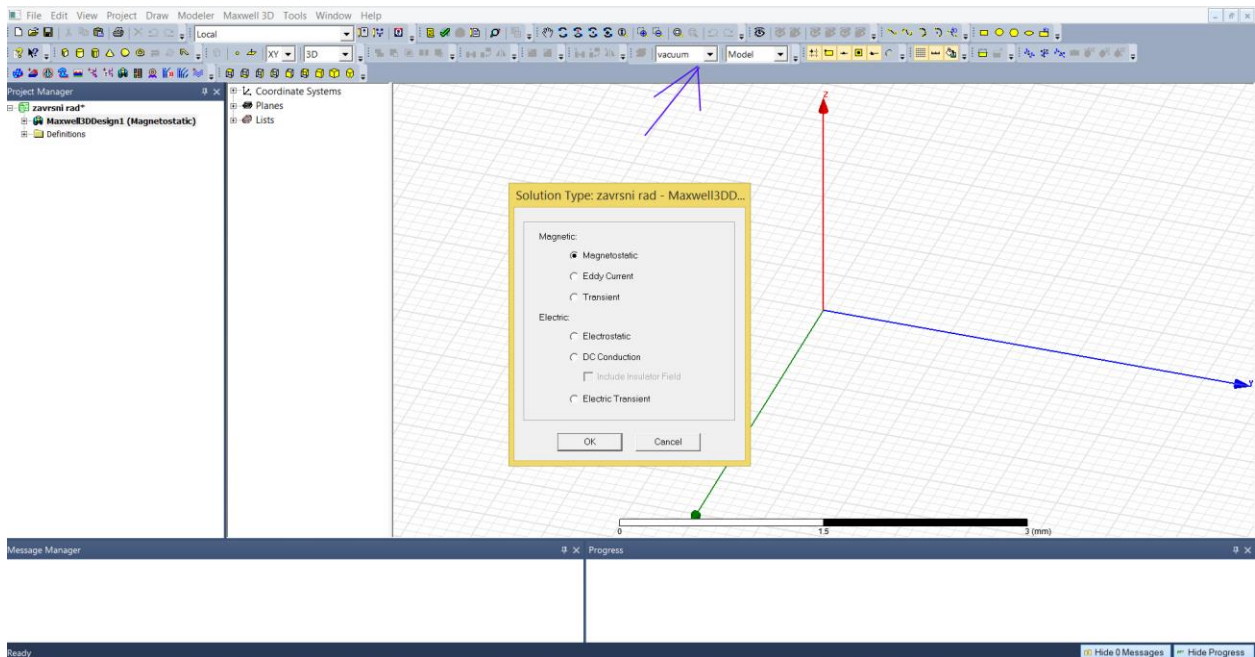 File Edit View Project Draw Modeler Maxwell 3D Tools Window Help
Local
XY 3D vacuum Model
Project Manager
zavrsni rad*
Maxwell3DDesign1 (Magnetostatic)
Definitions
Coordinate Systems
Planes
Lists
Z
Solution Type: zavrsni rad - Maxwell3DD...
Magnetic:
Magnetostatic
Eddy Current
Transient
Electric:
Electrostatic
DC Conduction
Include Insulator Field
Electric Transient
OK Cancel
Y
0 1.5 3 (mm)
Message Manager
Progress
Ready
Hide 0 Messages Hide Progress